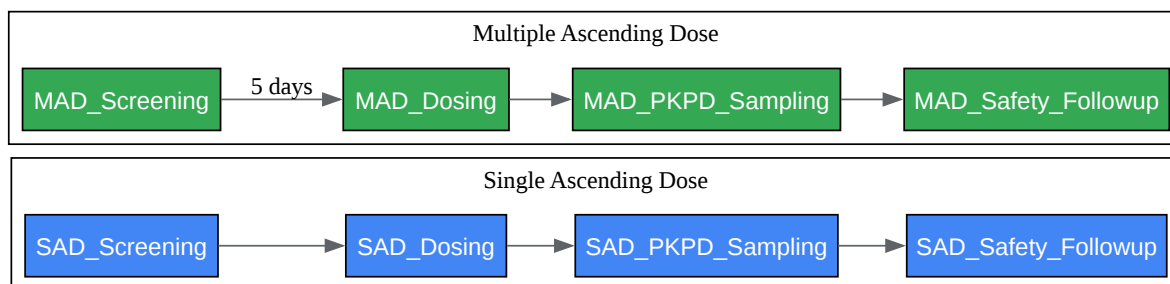 Multiple Ascending Dose
MAD_Screening
5 days
MAD_Dosing
MAD_PKPD_Sampling
MAD_Safety_Followup
Single Ascending Dose
SAD_Screening
SAD_Dosing
SAD_PKPD_Sampling
SAD_Safety_Followup